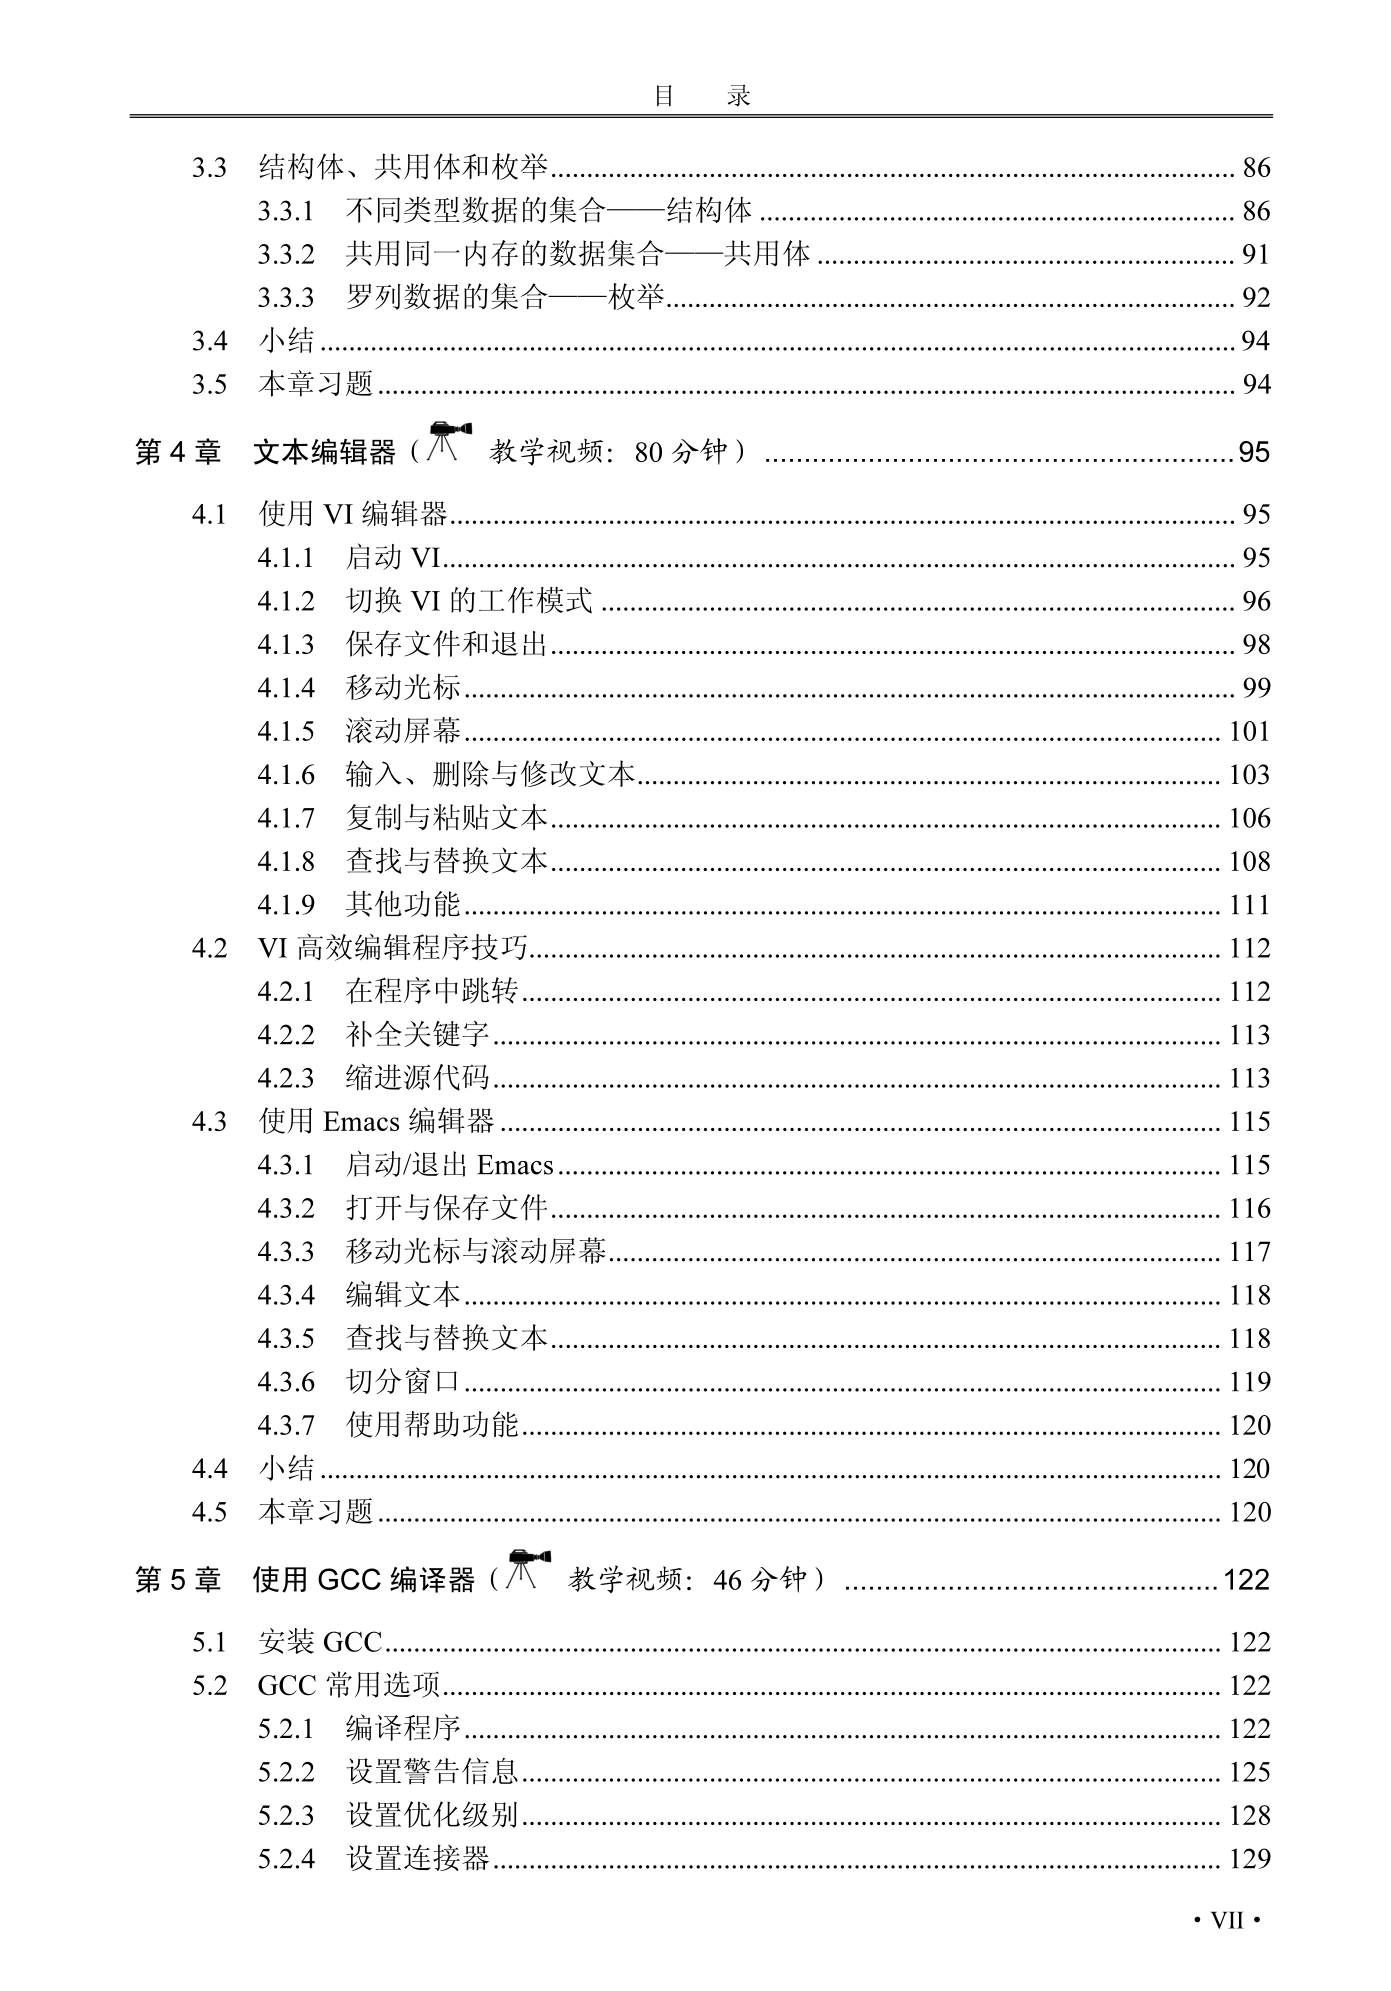 目　录
3.3　结构体、共用体和枚举........86
3.3.1　不同类型数据的集合——结构体........86
3.3.2　共用同一内存的数据集合——共用体........91
3.3.3　罗列数据的集合——枚举........92
3.4　小结........94
3.5　本章习题........94
第 4 章　文本编辑器（ 教学视频：80 分钟）........95
4.1　使用 VI 编辑器........95
4.1.1　启动 VI........95
4.1.2　切换 VI 的工作模式........96
4.1.3　保存文件和退出........98
4.1.4　移动光标........99
4.1.5　滚动屏幕........101
4.1.6　输入、删除与修改文本........103
4.1.7　复制与粘贴文本........106
4.1.8　查找与替换文本........108
4.1.9　其他功能........111
4.2　VI 高效编辑程序技巧........112
4.2.1　在程序中跳转........112
4.2.2　补全关键字........113
4.2.3　缩进源代码........113
4.3　使用 Emacs 编辑器........115
4.3.1　启动/退出 Emacs........115
4.3.2　打开与保存文件........116
4.3.3　移动光标与滚动屏幕........117
4.3.4　编辑文本........118
4.3.5　查找与替换文本........118
4.3.6　切分窗口........119
4.3.7　使用帮助功能........120
4.4　小结........120
4.5　本章习题........120
第 5 章　使用 GCC 编译器（ 教学视频：46 分钟）........122
5.1　安装 GCC........122
5.2　GCC 常用选项........122
5.2.1　编译程序........122
5.2.2　设置警告信息........125
5.2.3　设置优化级别........128
5.2.4　设置连接器........129
· VII ·